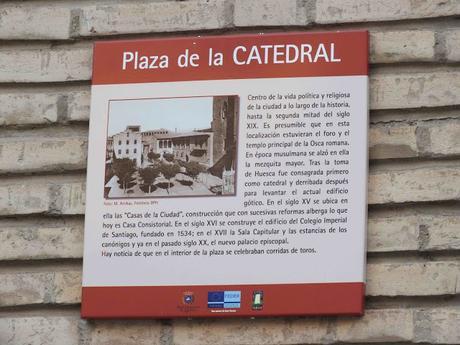 Plaza de la CATEDRAL
Centro de la vida política y religiosa
de la ciudad a lo largo de la historia,
hasta la segunda mitad del siglo
XIX. Es presumible que en esta
localización estuvieran el foro y el
templo principal de la Osca romana.
En época musulmana se alzó en ella
la mezquita mayor. Tras la toma
de Huesca fue consagrada primero
como catedral y derribada después
para levantar el actual edificio
gótico. En el siglo XV se ubica en
ella las "Casas de la Ciudad", construcción que con sucesivas reformas alberga lo que
hoy es Casa Consistorial. En el siglo XVI se construye el edificio del Colegio Imperial
de Santiago, fundado en 1534; en el XVII la Sala Capitular y las estancias de los
canónigos y ya en el pasado siglo XX, el nuevo palacio episcopal.
Hay noticia de que en el interior de la plaza se celebraban corridas de toros.
Foto: M. Arribas, Fototeca DPH
FEDER